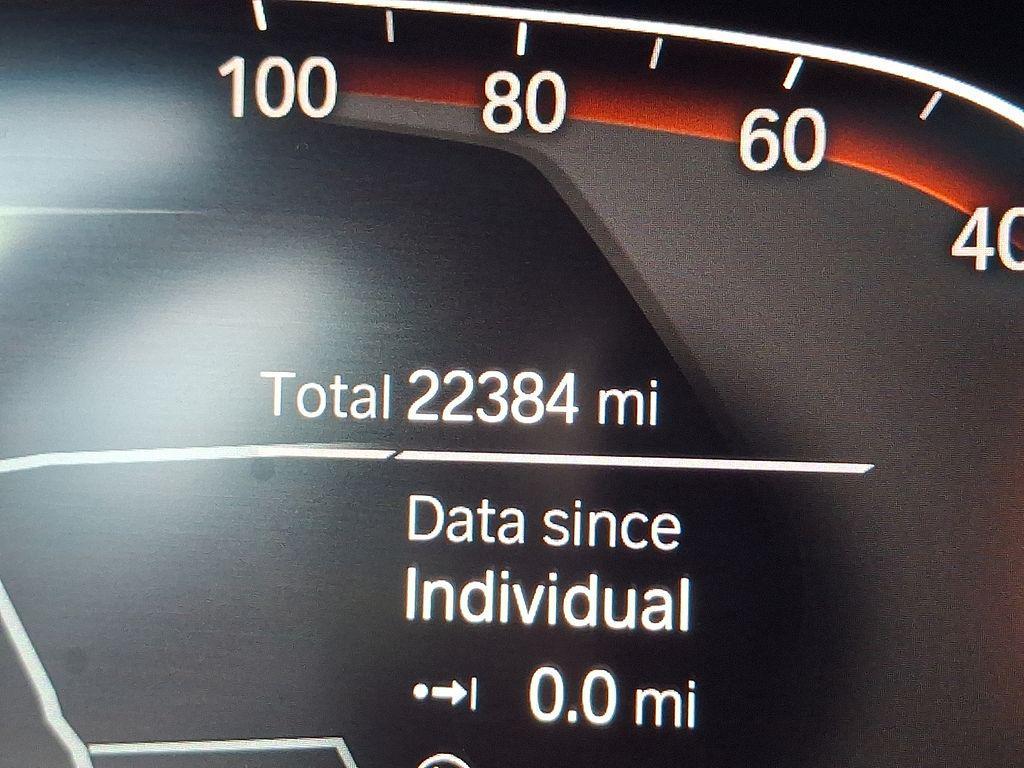 100
80
60
40
Total 22384 mi
Data since
Individual
0.0 mi